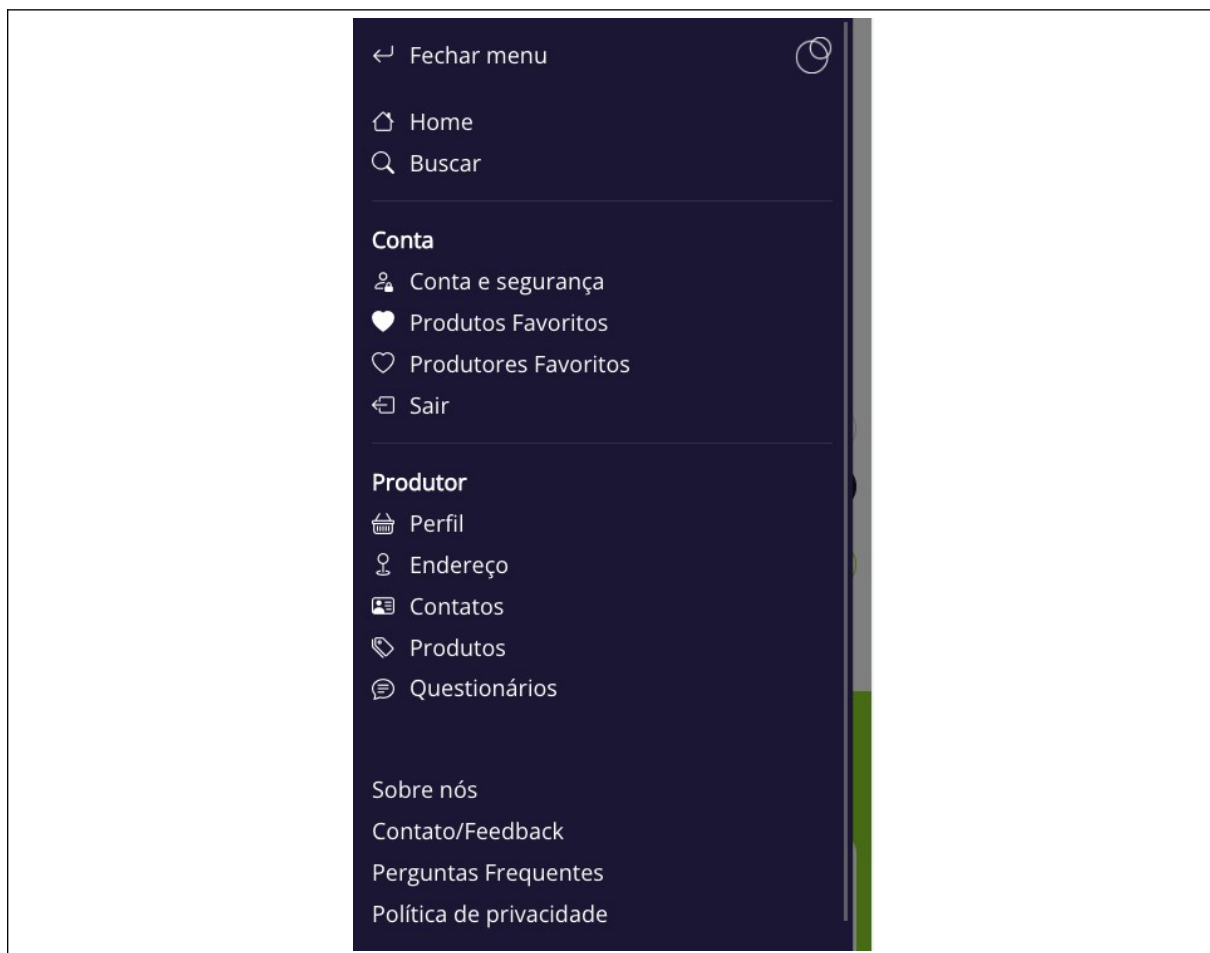 Fechar menu
Home
Buscar
Conta
Conta e segurança
Produtos Favoritos
Produtores Favoritos
Sair
Produtor
Perfil
Endereço
Contatos
Produtos
Questionários
Sobre nós
Contato/Feedback
Perguntas Frequentes
Política de privacidade